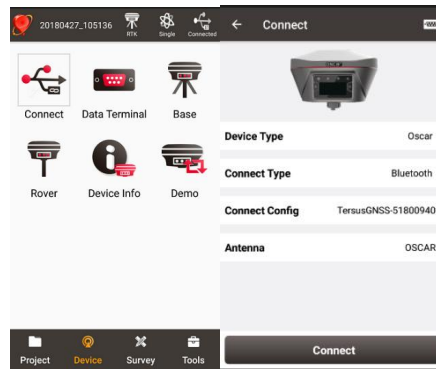 20180427_105136
RTK
Single
Connected
Connect
Data Terminal
Base
Rover
Device Info
Demo
Project
Device
Survey
Tools
Connect
Device Type Oscar
Connect Type Bluetooth
Connect Config TersusGNSS-51800940
Antenna OSCAR
Connect